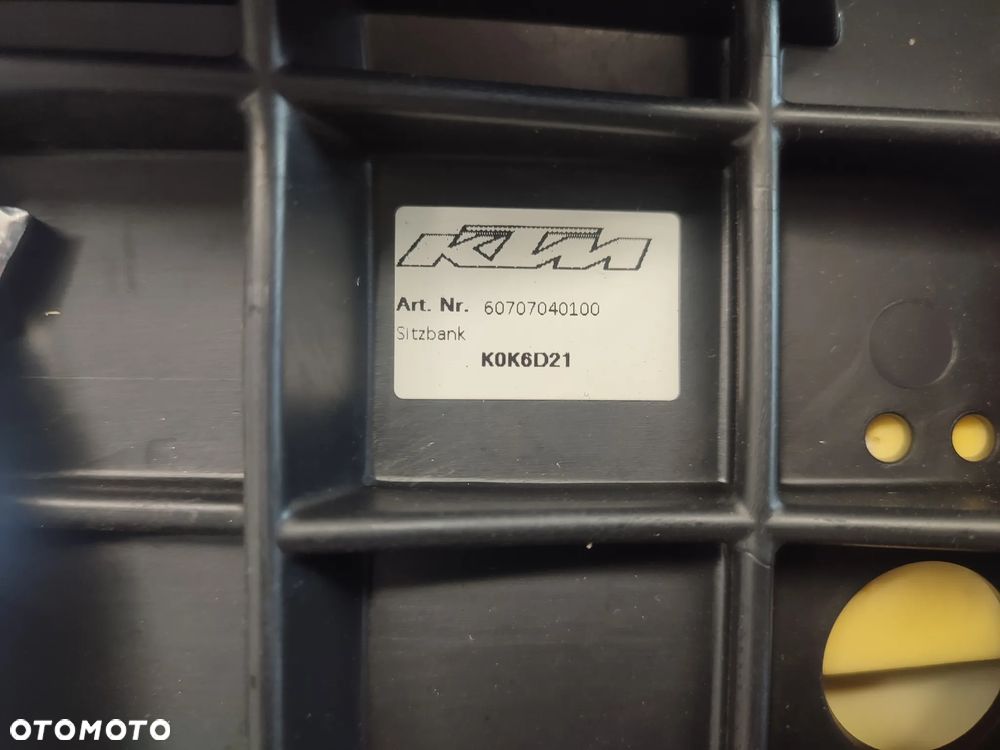 KTM
Art. Nr. 60707040100
Sitzbank
K0K6D21
OTOMOTO